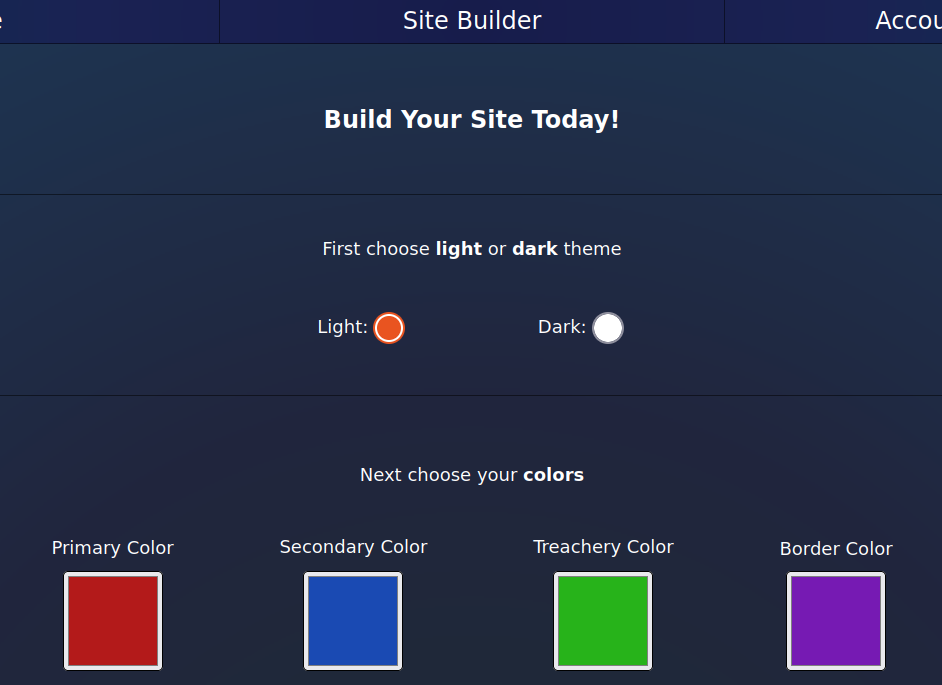 e
Site Builder
Accou
Build Your Site Today!
First choose light or dark theme
Light:
Dark:
Next choose your colors
Primary Color
Secondary Color
Treachery Color
Border Color